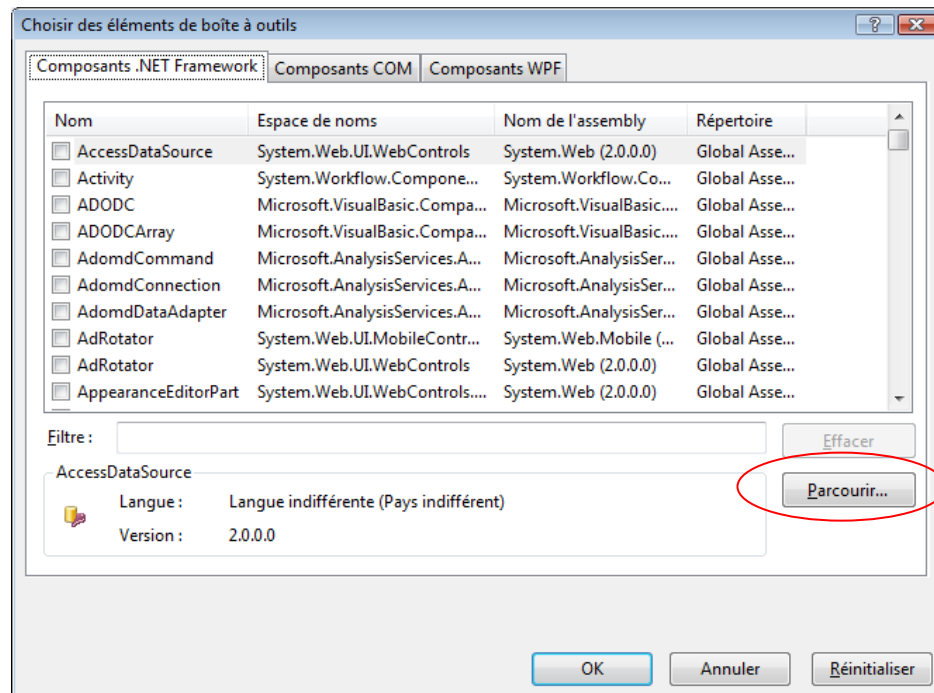 Choisir des éléments de boîte à outils
Composants .NET Framework Composants COM Composants WPF
Nom Espace de noms Nom de l'assembly Répertoire
AccessDataSource System.Web.UI.WebControls System.Web (2.0.0.0) Global Asse...
Activity System.Workflow.Compone... System.Workflow.Co... Global Asse...
ADODC Microsoft.VisualBasic.Compa... Microsoft.VisualBasic.... Global Asse...
ADODCArray Microsoft.VisualBasic.Compa... Microsoft.VisualBasic.... Global Asse...
AdomdCommand Microsoft.AnalysisServices.A... Microsoft.AnalysisSer... Global Asse...
AdomdConnection Microsoft.AnalysisServices.A... Microsoft.AnalysisSer... Global Asse...
AdomdDataAdapter Microsoft.AnalysisServices.A... Microsoft.AnalysisSer... Global Asse...
AdRotator System.Web.UI.MobileContr... System.Web.Mobile (... Global Asse...
AdRotator System.Web.UI.WebControls System.Web (2.0.0.0) Global Asse...
AppearanceEditorPart System.Web.UI.WebControls.... System.Web (2.0.0.0) Global Asse...
Filtre : Effacer
AccessDataSource
Parcourir...
Langue : Langue indifférente (Pays indifférent)
Version : 2.0.0.0
OK Annuler Réinitialiser